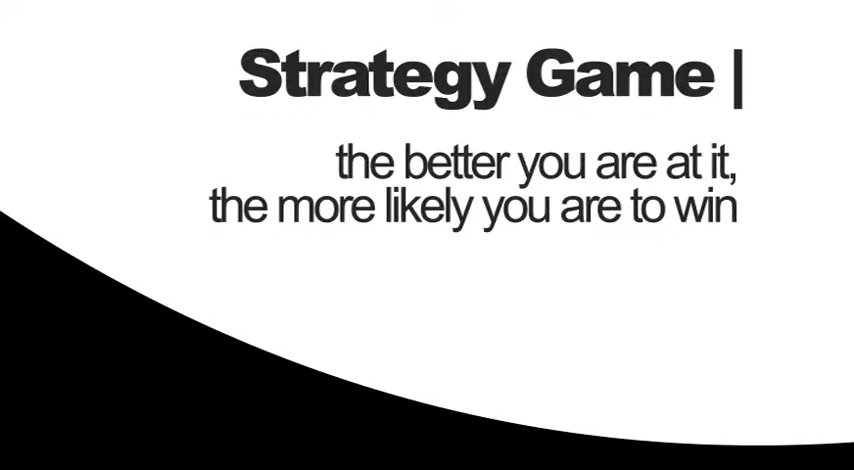 Strategy Game |
the better you are at it,
the more likely you are to win